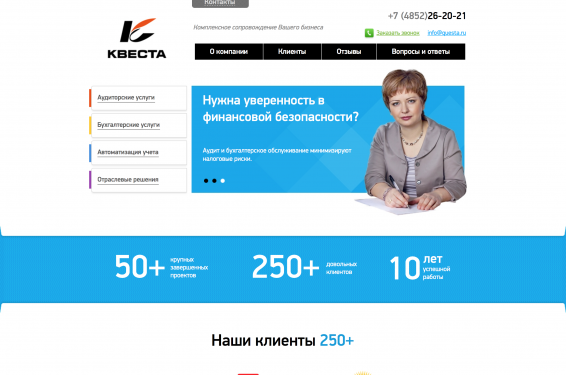 Контакты
КВЕСТА
Комплексное сопровождение Вашего бизнеса
+7 (4852)26-20-21
Заказать звонок
info@questa.ru
О компании
Клиенты
Отзывы
Вопросы и ответы
Аудиторские услуги
Бухгалтерские услуги
Автоматизация учета
Отраслевые решения
Нужна уверенность в
финансовой безопасности?
Аудит и бухгалтерское обслуживание минимизируют
налоговые риски.
50+ крупных
завершенных
проектов
250+ довольных
клиентов
10 лет
успешной
работы
Наши клиенты 250+